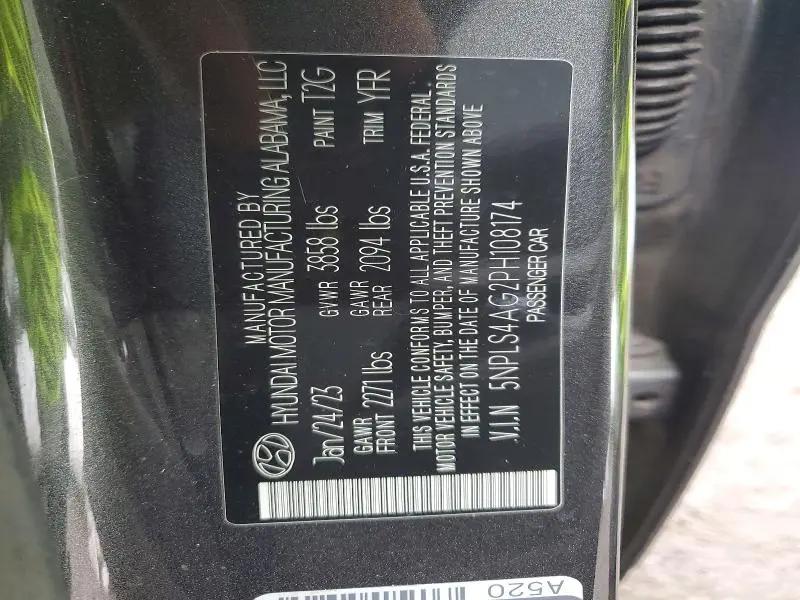 MANUFACTURED BY
HYUNDAI MOTOR MANUFACTURING ALABAMA, LLC
Jan/24/23 GVWR 3858 lbs PAINT T2G
GAWR FRONT 2271 lbs GAWR REAR 2094 lbs TRIM YFR
THIS VEHICLE CONFORMS TO ALL APPLICABLE U.S.A. FEDERAL
MOTOR VEHICLE SAFETY, BUMPER, AND THEFT PREVENTION STANDARDS
IN EFFECT ON THE DATE OF MANUFACTURE SHOWN ABOVE
V.I.N 5NPLS4AG2PH108174
PASSENGER CAR
A520